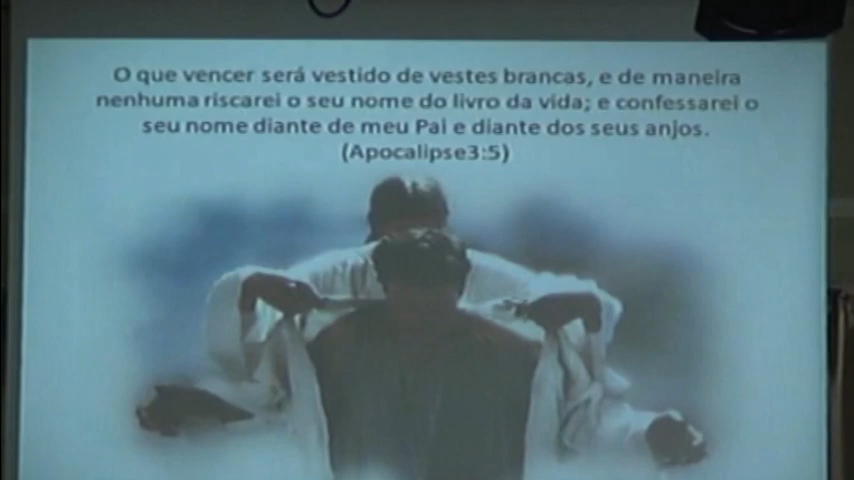 O que vencer será vestido de vestes brancas, e de maneira
nenhuma riscarei o seu nome do livro da vida; e confessarei o
seu nome diante de meu Pai e diante dos seus anjos.
(Apocalipse3:5)